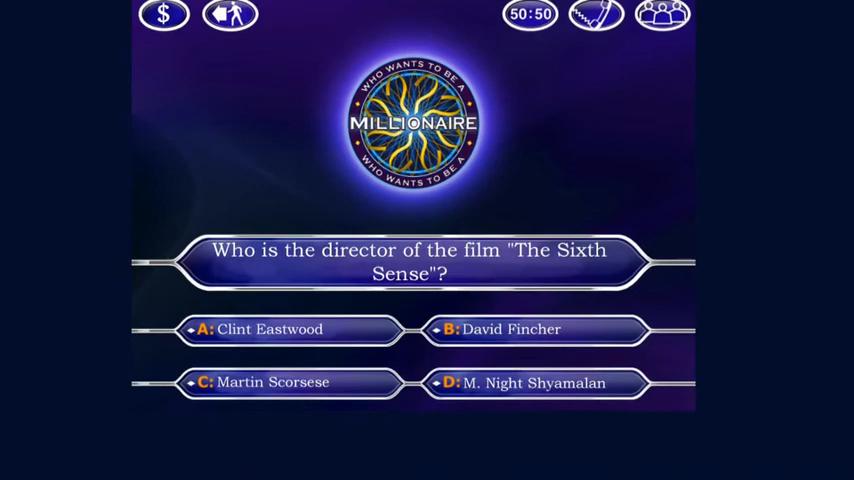 $
50:50
WHO WANTS TO BE A
MILLIONAIRE
WHO WANTS TO BE A
Who is the director of the film "The Sixth
Sense"?
A: Clint Eastwood
B: David Fincher
C: Martin Scorsese
D: M. Night Shyamalan